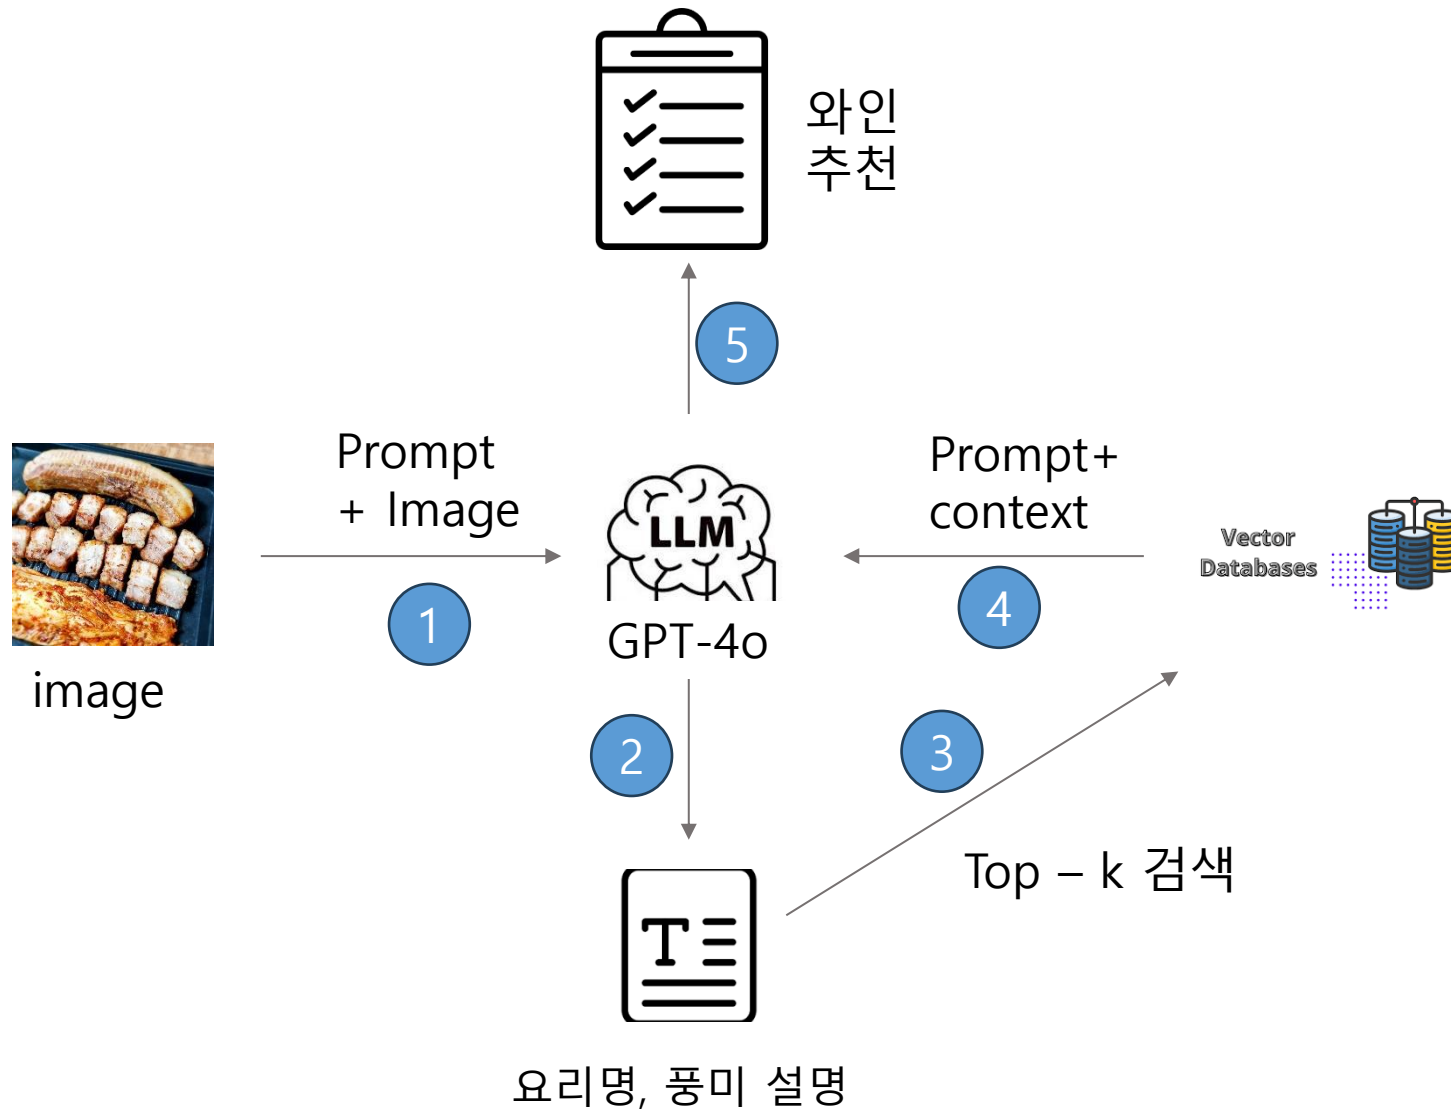 와인
추천
5
Prompt
+ Image
1
image
LLM
GPT-4o
Prompt+
context
4
Vector
Databases
2
3
Top – k 검색
T
요리명, 풍미 설명